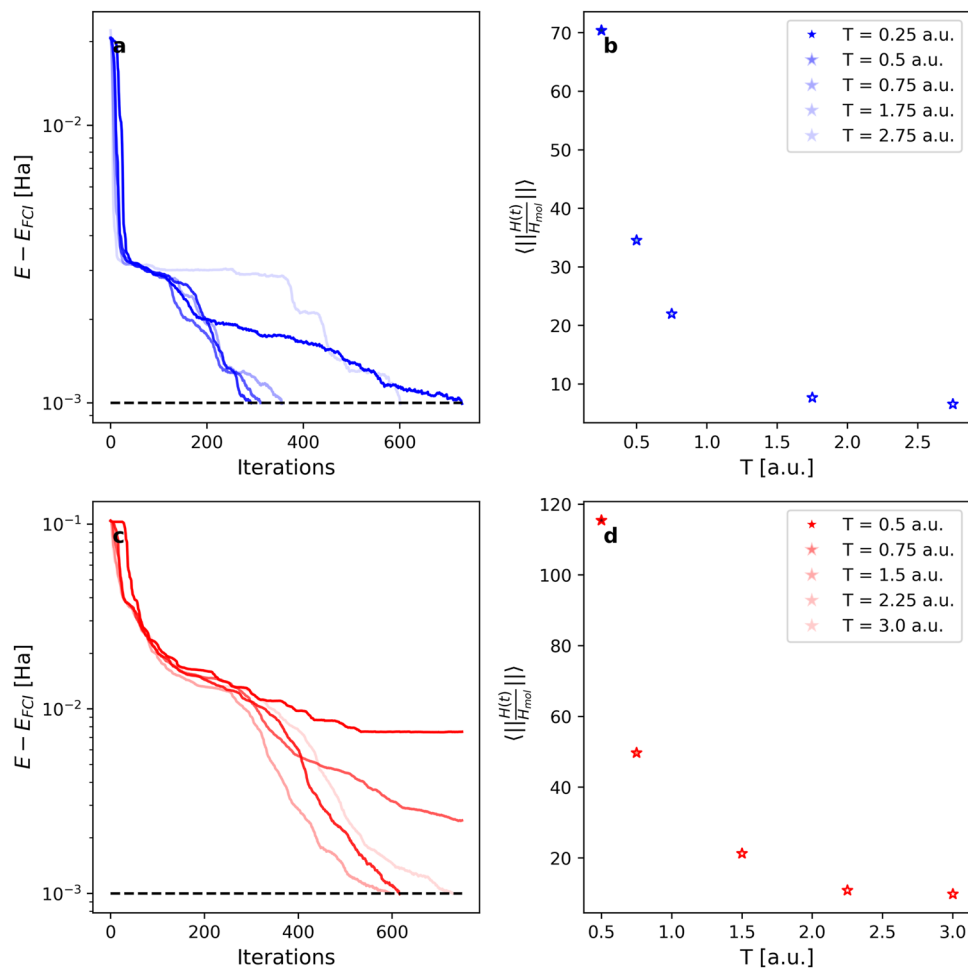 a
10⁻²
10⁻³
E − E_FCI [Ha]
0
200
400
600
Iterations
b
70
60
50
40
30
20
10
⟨||H(t)/H_mol||⟩
0.5
1.0
1.5
2.0
2.5
T [a.u.]
T = 0.25 a.u.
T = 0.5 a.u.
T = 0.75 a.u.
T = 1.75 a.u.
T = 2.75 a.u.
c
10⁻¹
10⁻²
10⁻³
E − E_FCI [Ha]
0
200
400
600
Iterations
d
120
100
80
60
40
20
⟨||H(t)/H_mol||⟩
0.5
1.0
1.5
2.0
2.5
3.0
T [a.u.]
T = 0.5 a.u.
T = 0.75 a.u.
T = 1.5 a.u.
T = 2.25 a.u.
T = 3.0 a.u.